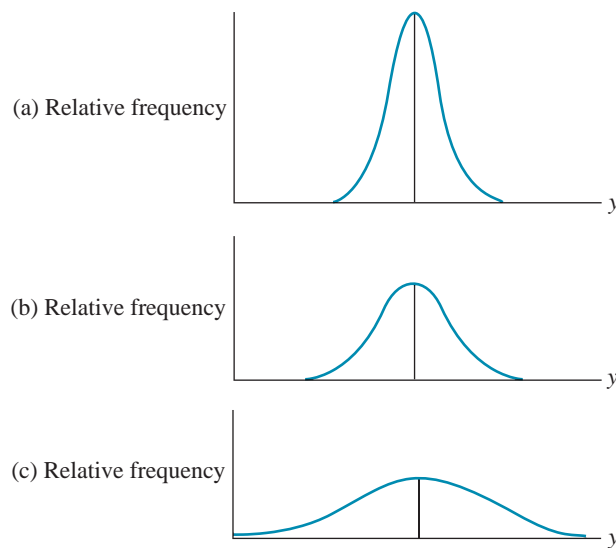 (a) Relative frequency
y
(b) Relative frequency
y
(c) Relative frequency
y